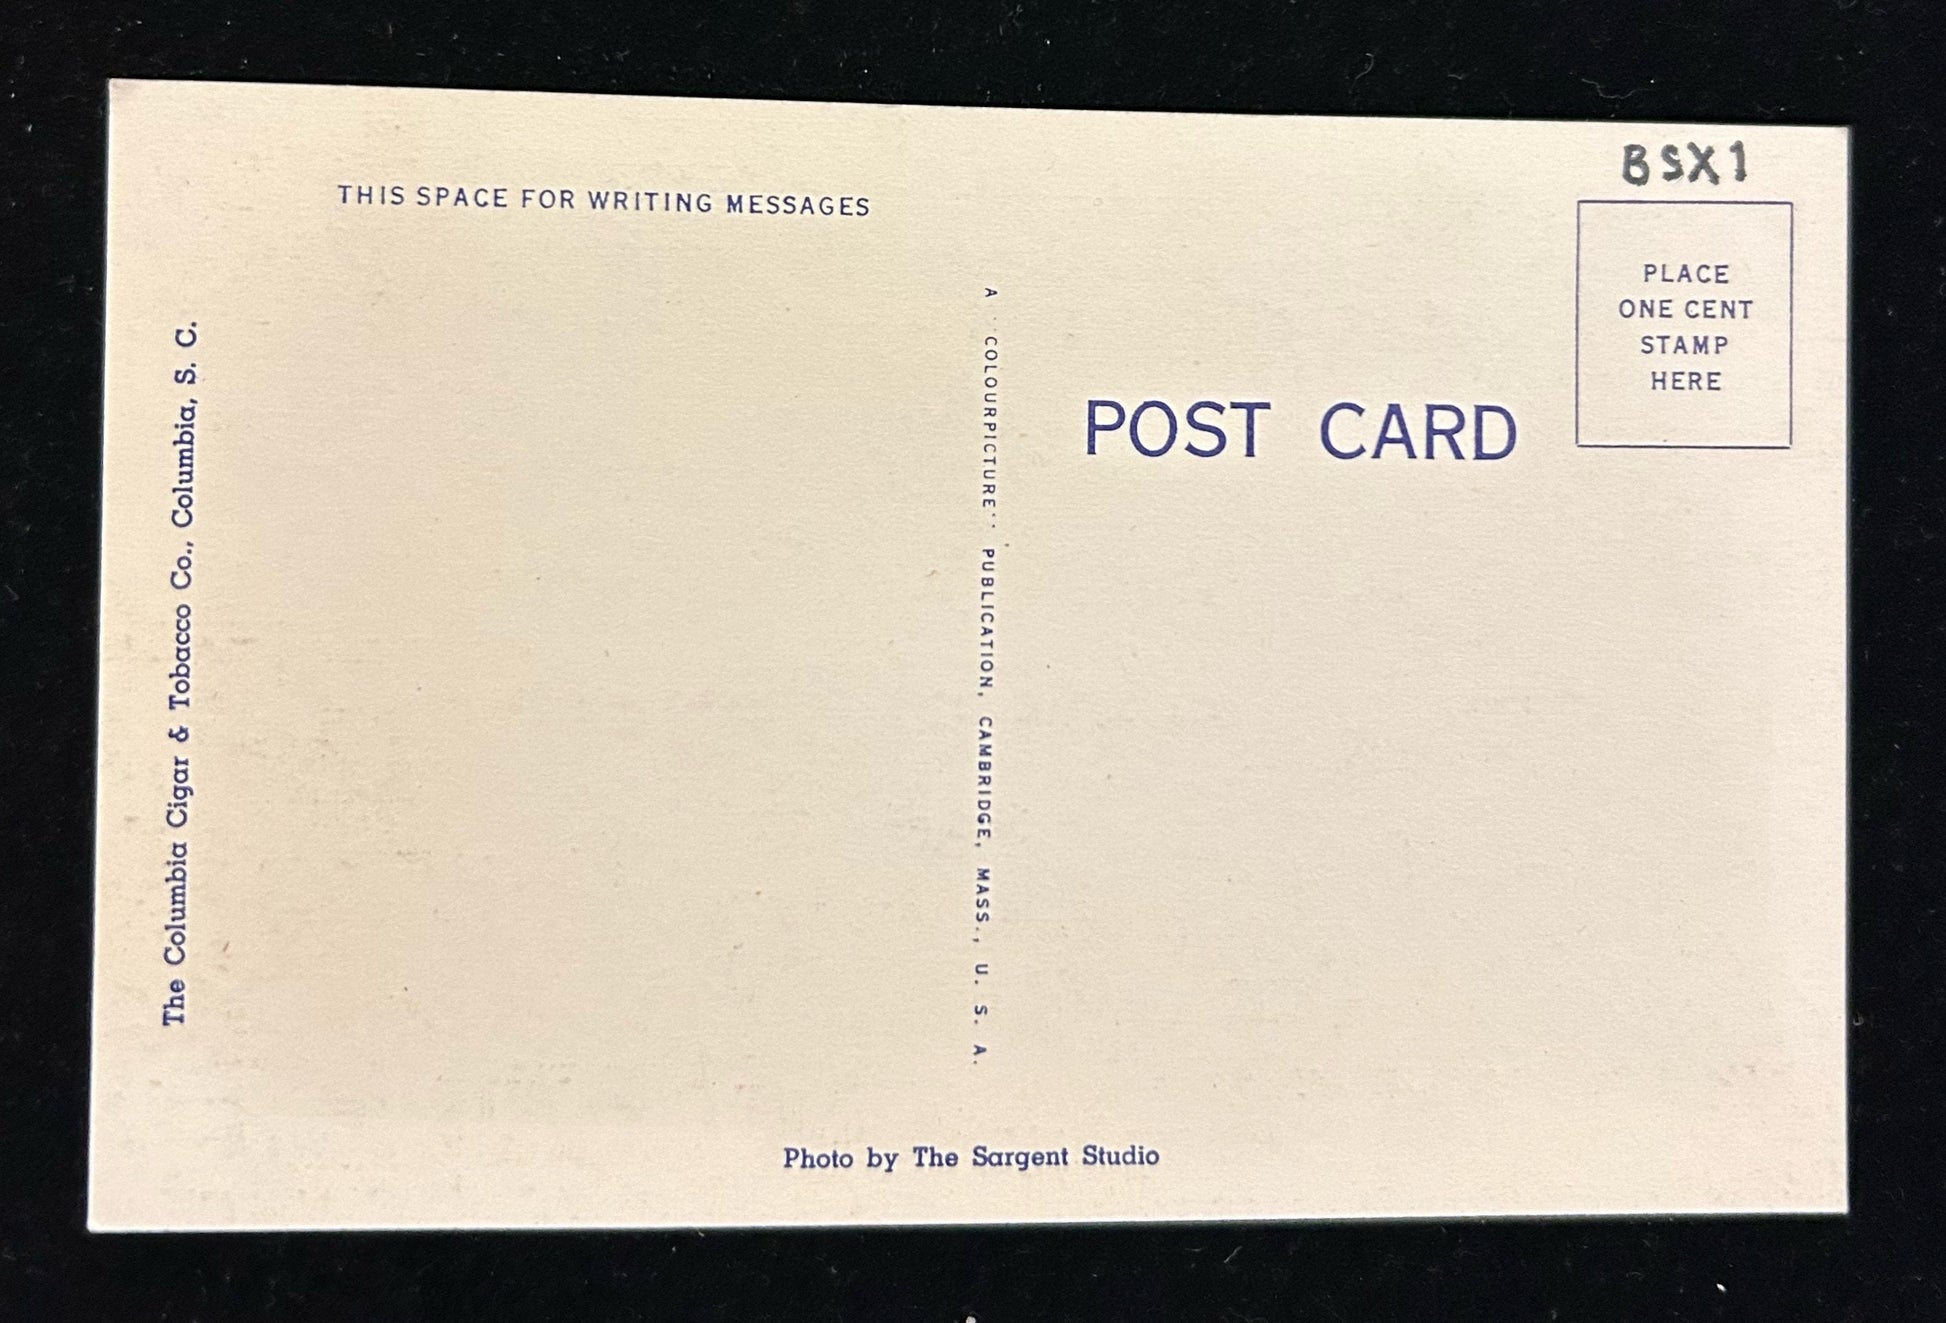 BSX1
THIS SPACE FOR WRITING MESSAGES
The Columbia Cigar & Tobacco Co., Columbia, S. C.
A "COLOURPICTURE" PUBLICATION, CAMBRIDGE, MASS., U. S. A.
POST CARD
PLACE
ONE CENT
STAMP
HERE
Photo by The Sargent Studio